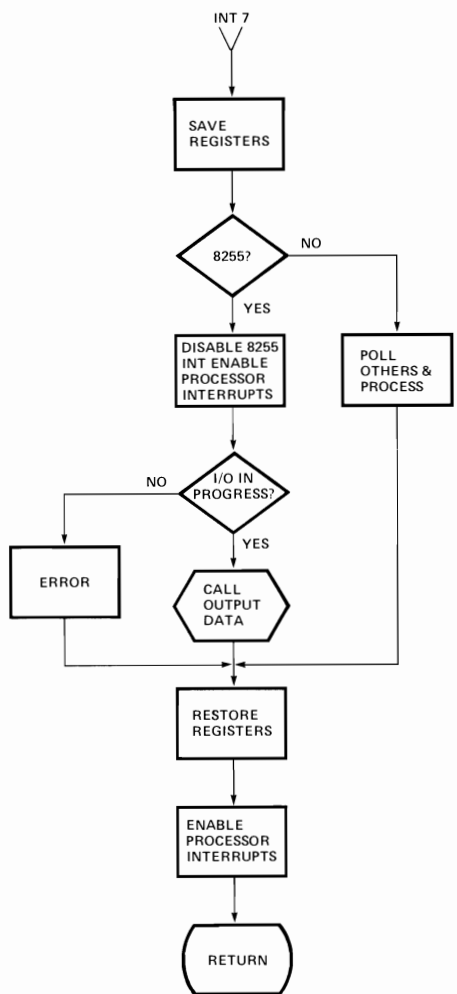 INT 7
SAVE
REGISTERS
8255?
NO
YES
DISABLE 8255
INT ENABLE
PROCESSOR
INTERRUPTS
POLL
OTHERS &
PROCESS
I/O IN
PROGRESS?
NO
YES
ERROR
CALL
OUTPUT
DATA
RESTORE
REGISTERS
ENABLE
PROCESSOR
INTERRUPTS
RETURN